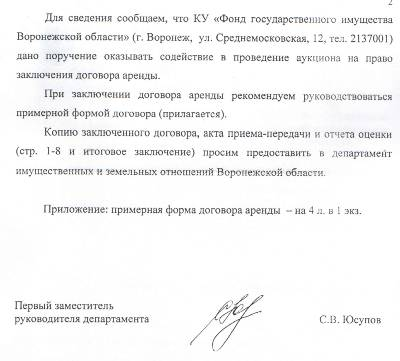 2
Для сведения сообщаем, что КУ «Фонд государственного имущества
Воронежской области» (г. Воронеж, ул. Среднемосковская, 12, тел. 2137001)
дано поручение оказывать содействие в проведение аукциона на право
заключения договора аренды.
При заключении договора аренды рекомендуем руководствоваться
примерной формой договора (прилагается).
Копию заключенного договора, акта приема-передачи и отчета оценки
(стр. 1-8 и итоговое заключение) просим предоставить в департамент
имущественных и земельных отношений Воронежской области.
Приложение: примерная форма договора аренды – на 4 л. в 1 экз.
Первый заместитель
руководителя департамента
С.В. Юсупов